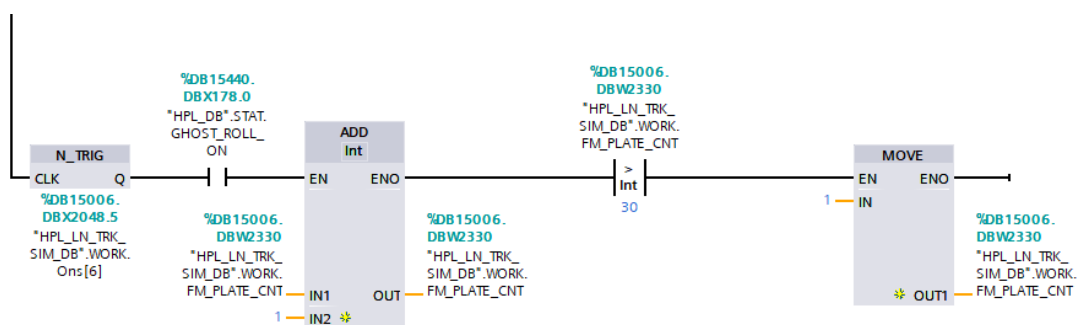 %DB15440.
DBX178.0
"HPL_DB".STAT.
GHOST_ROLL_
ON
%DB15006.
DBW2330
"HPL_LN_TRK_
SIM_DB".WORK.
FM_PLATE_CNT
N_TRIG
CLK Q
%DB15006.
DBX2048.5
"HPL_LN_TRK_
SIM_DB".WORK.
Ons[6]
ADD
Int
EN ENO
%DB15006.
DBW2330
"HPL_LN_TRK_
SIM_DB".WORK.
FM_PLATE_CNT
IN1 OUT
1 IN2
%DB15006.
DBW2330
"HPL_LN_TRK_
SIM_DB".WORK.
FM_PLATE_CNT
>
Int
30
MOVE
EN ENO
1 IN
OUT1
%DB15006.
DBW2330
"HPL_LN_TRK_
SIM_DB".WORK.
FM_PLATE_CNT